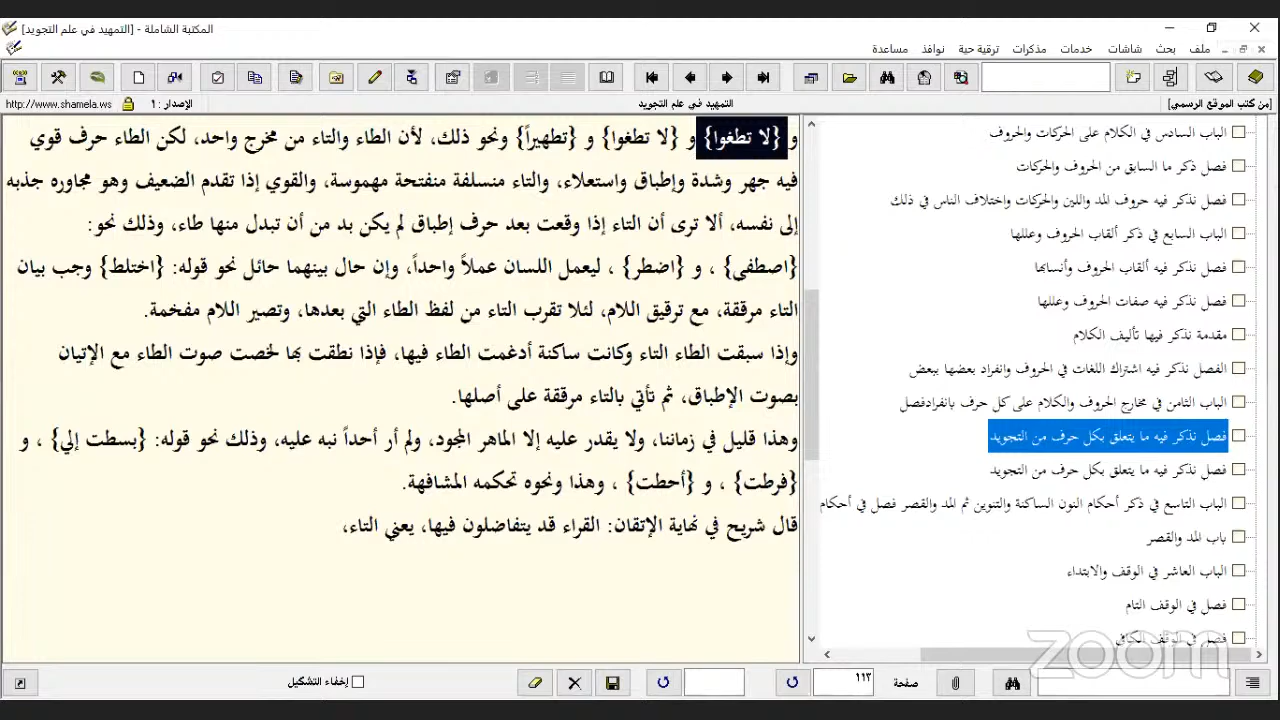 المكتبة الشاملة - [التمهيد في علم التجويد]
ملف بحث شاشات خدمات مذكرات ترقية حية نوافذ مساعدة
[من كتب الموقع الرسمي] التمهيد في علم التجويد الإصدار : ١ http://www.shamela.ws
الباب السادس في الكلام على الحركات والحروف
فصل ذكر ما السابق من الحروف والحركات
فصل نذكر فيه حروف المد واللين والحركات واختلاف الناس في ذلك
الباب السابع في ذكر ألقاب الحروف وعللها
فصل نذكر فيه ألقاب الحروف وأنسابها
فصل نذكر فيه صفات الحروف وعللها
مقدمة نذكر فيها تأليف الكلام
الفصل نذكر فيه اشتراك اللغات في الحروف وانفراد بعضها ببعض
الباب الثامن في مخارج الحروف والكلام على كل حرف بانفرادفصل
فصل نذكر فيه ما يتعلق بكل حرف من التجويد
فصل نذكر فيه ما يتعلق بكل حرف من التجويد
الباب التاسع في ذكر أحكام النون الساكنة والتنوين ثم المد والقصر فصل في أحكام
باب المد والقصر
الباب العاشر في الوقف والابتداء
فصل في الوقف التام
فصل في الوقف الكافي
و {لا تطغوا} و {لا تطغوا} و {تطهيراً} ونحو ذلك، لأن الطاء والتاء من مخرج واحد، لكن الطاء حرف قوي
فيه جهر وشدة وإطباق واستعلاء، والتاء منسلفة منفتحة مهموسة، والقوي إذا تقدم الضعيف وهو مجاوره جذبه
إلى نفسه، ألا ترى أن التاء إذا وقعت بعد حرف إطباق لم يكن بد من أن تبدل منها طاء، وذلك نحو:
{اصطفى} ، و {اضطر} ، ليعمل اللسان عملاً واحداً، وإن حال بينهما حائل نحو قوله: {اختلط} وجب بيان
التاء مرققة، مع ترقيق اللام، لئلا تقرب التاء من لفظ الطاء التي بعدها، وتصير اللام مفخمة.
وإذا سبقت الطاء التاء وكانت ساكنة أدغمت الطاء فيها، فإذا نطقت بها لخصت صوت الطاء مع الإتيان
بصوت الإطباق، ثم تأتي بالتاء مرققة على أصلها.
وهذا قليل في زماننا، ولا يقدر عليه إلا الماهر المجود، ولم أر أحداً نبه عليه، وذلك نحو قوله: {بسطت إلي} ، و
{فرطت} ، و {أحطت} ، وهذا ونحوه تحكمه المشافهة.
قال شريح في نهاية الإتقان: القراء قد يتفاضلون فيها، يعني التاء،
صفحة ١١٣
إخفاء التشكيل
zoom